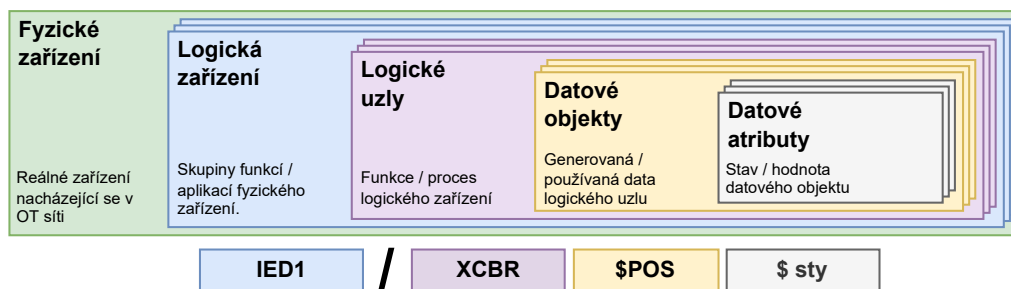 Fyzické
zařízení
Reálné zařízení
nacházející se v
OT síti
Logická
zařízení
Skupiny funkcí /
aplikací fyzického
zařízení.
Logické
uzly
Funkce / proces
logického zařízení
Datové
objekty
Generovaná /
používaná data
logického uzlu
Datové
atributy
Stav / hodnota
datového objektu
IED1 / XCBR $POS $ sty